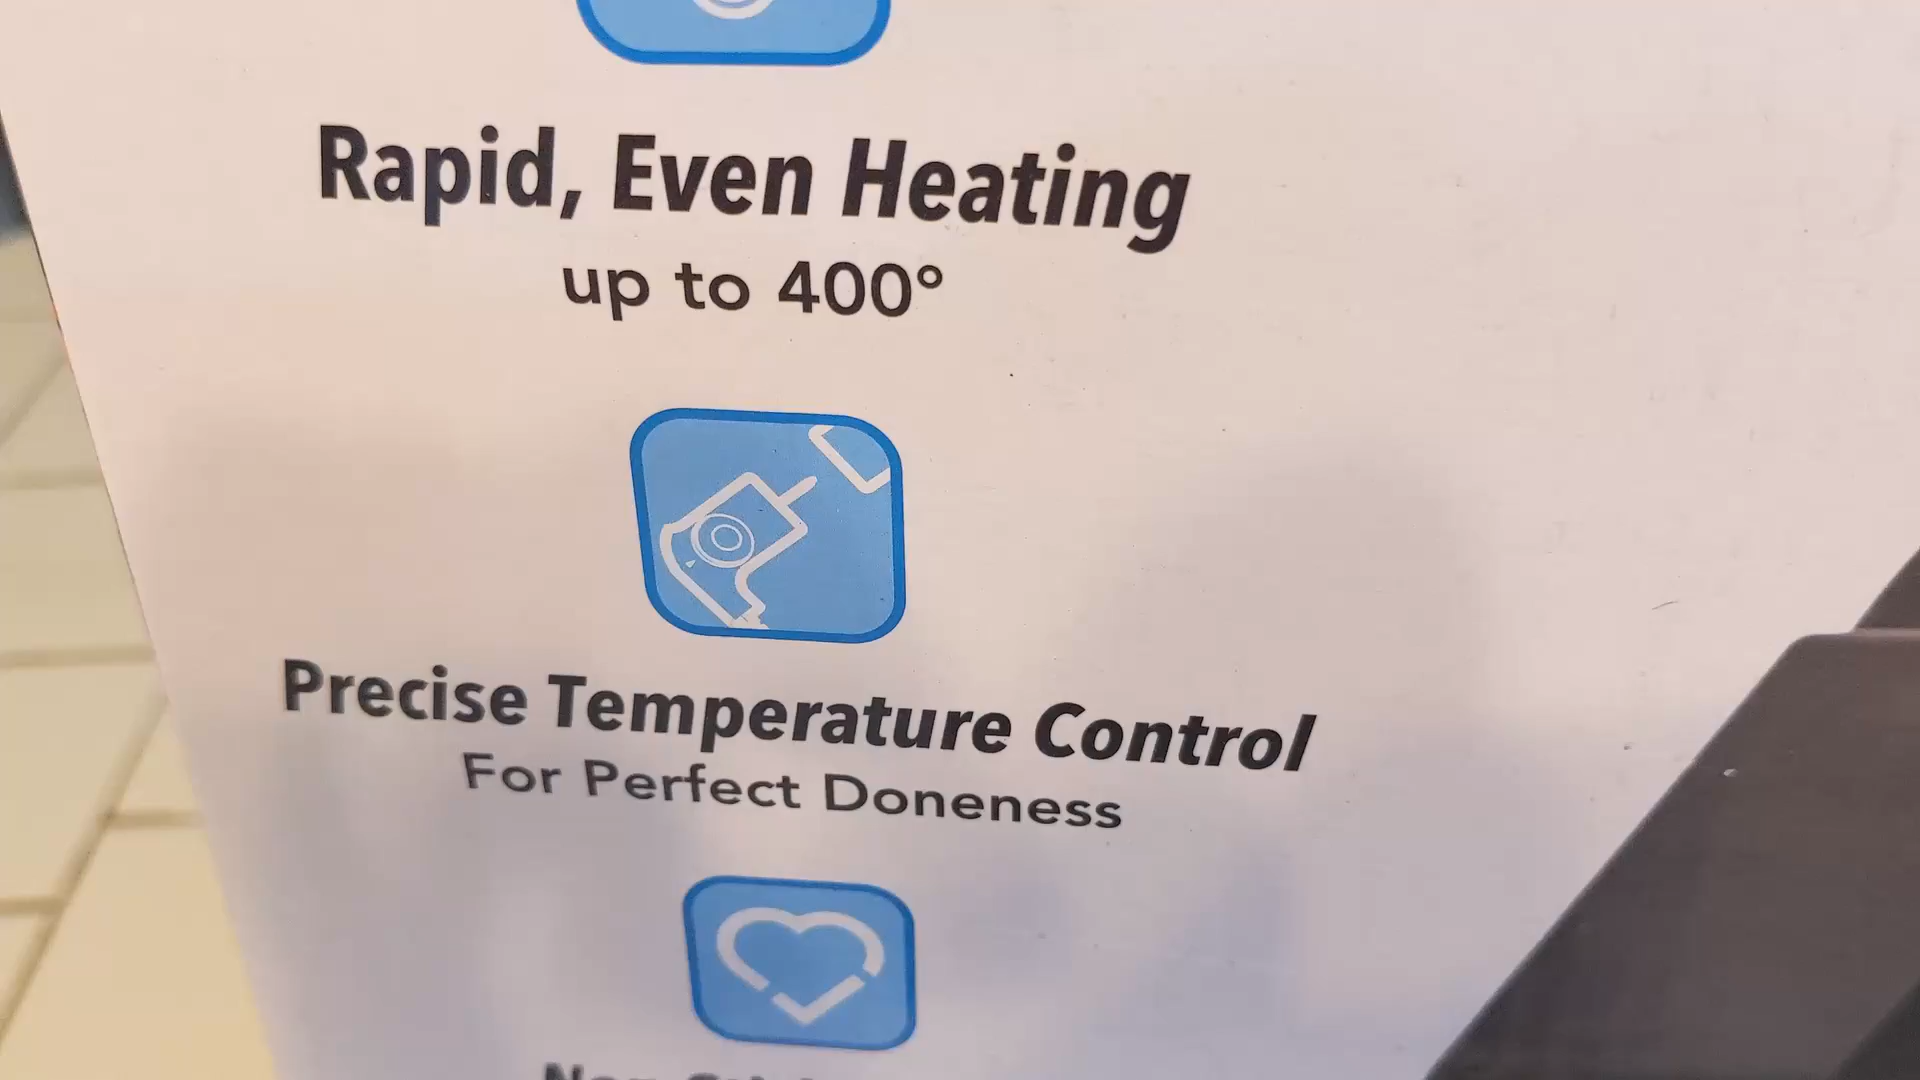 Rapid, Even Heating
up to 400°
Precise Temperature Control
For Perfect Doneness